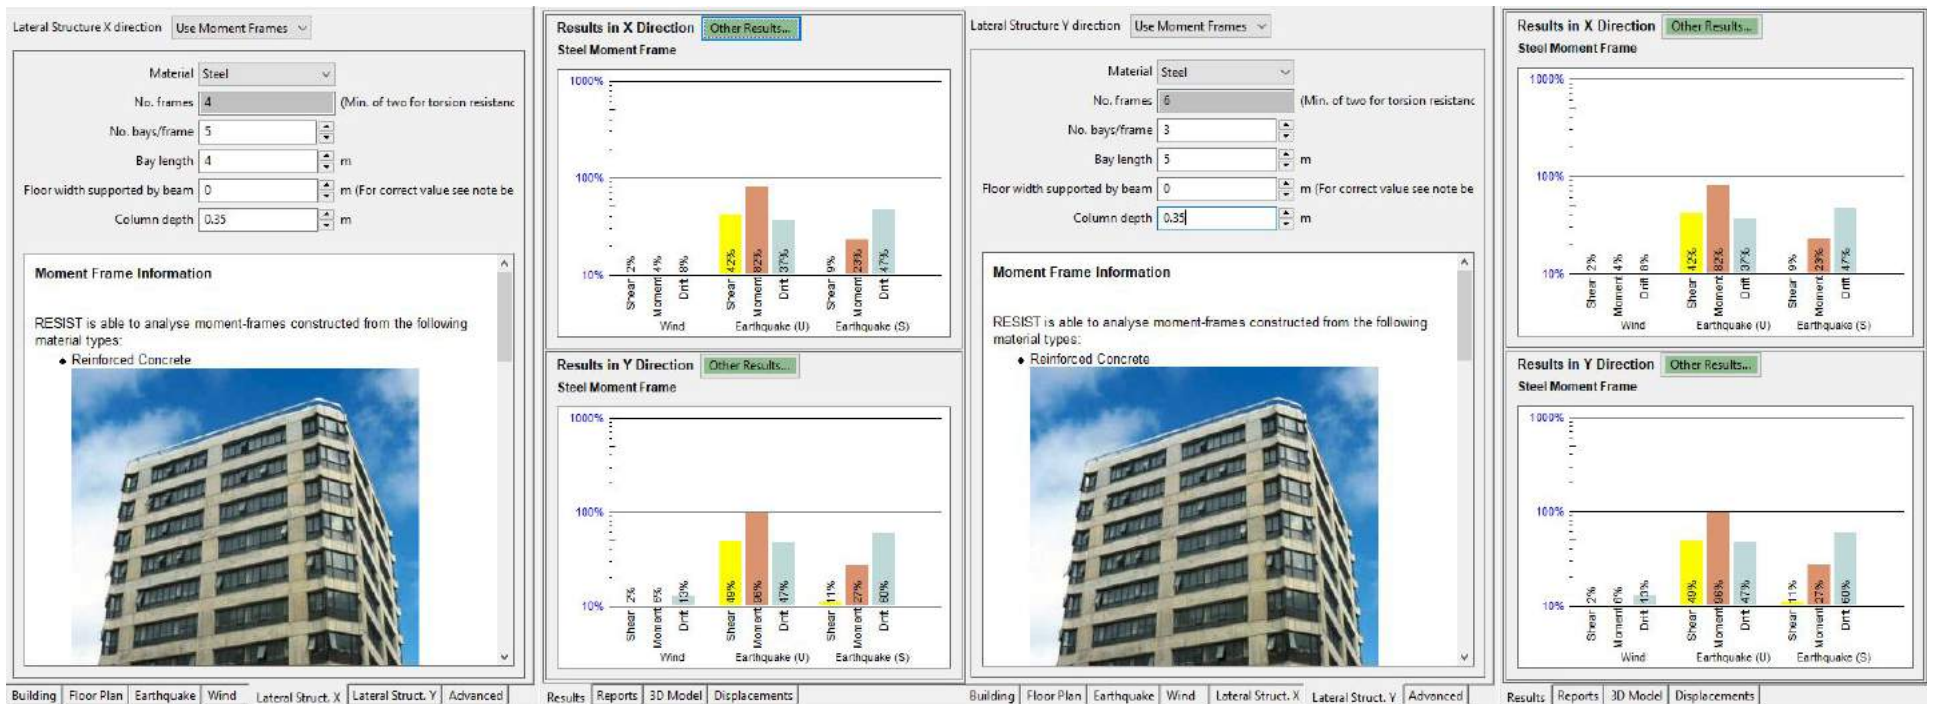 Lateral Structure X direction Use Moment Frames
Material Steel
No. frames 4 (Min. of two for torsion resistanc
No. bays/frame 5
Bay length 4 m
Floor width supported by beam 0 m (For correct value see note be
Column depth 0.35 m
Moment Frame Information
RESIST is able to analyse moment-frames constructed from the following
material types:
◆ Reinforced Concrete
Building Floor Plan Earthquake Wind Lateral Struct. X Lateral Struct. Y Advanced
Results in X Direction Other Results...
Steel Moment Frame
1000%
100%
10%
2% 4% 8% 42% 82% 37% 9% 23% 47%
Shear Moment Drift Shear Moment Drift Shear Moment Drift
Wind Earthquake (U) Earthquake (S)
Results in Y Direction Other Results...
Steel Moment Frame
1000%
100%
10%
2% 6% 13% 49% 96% 47% 11% 27% 60%
Shear Moment Drift Shear Moment Drift Shear Moment Drift
Wind Earthquake (U) Earthquake (S)
Results Reports 3D Model Displacements
Lateral Structure Y direction Use Moment Frames
Material Steel
No. frames 6 (Min. of two for torsion resistanc
No. bays/frame 3
Bay length 5 m
Floor width supported by beam 0 m (For correct value see note be
Column depth 0.35 m
Moment Frame Information
RESIST is able to analyse moment-frames constructed from the following
material types:
◆ Reinforced Concrete
Building Floor Plan Earthquake Wind Lateral Struct. X Lateral Struct. Y Advanced
Results in X Direction Other Results...
Steel Moment Frame
1000%
100%
10%
2% 4% 8% 42% 82% 37% 9% 23% 47%
Shear Moment Drift Shear Moment Drift Shear Moment Drift
Wind Earthquake (U) Earthquake (S)
Results in Y Direction Other Results...
Steel Moment Frame
1000%
100%
10%
2% 6% 13% 49% 96% 47% 11% 27% 60%
Shear Moment Drift Shear Moment Drift Shear Moment Drift
Wind Earthquake (U) Earthquake (S)
Results Reports 3D Model Displacements